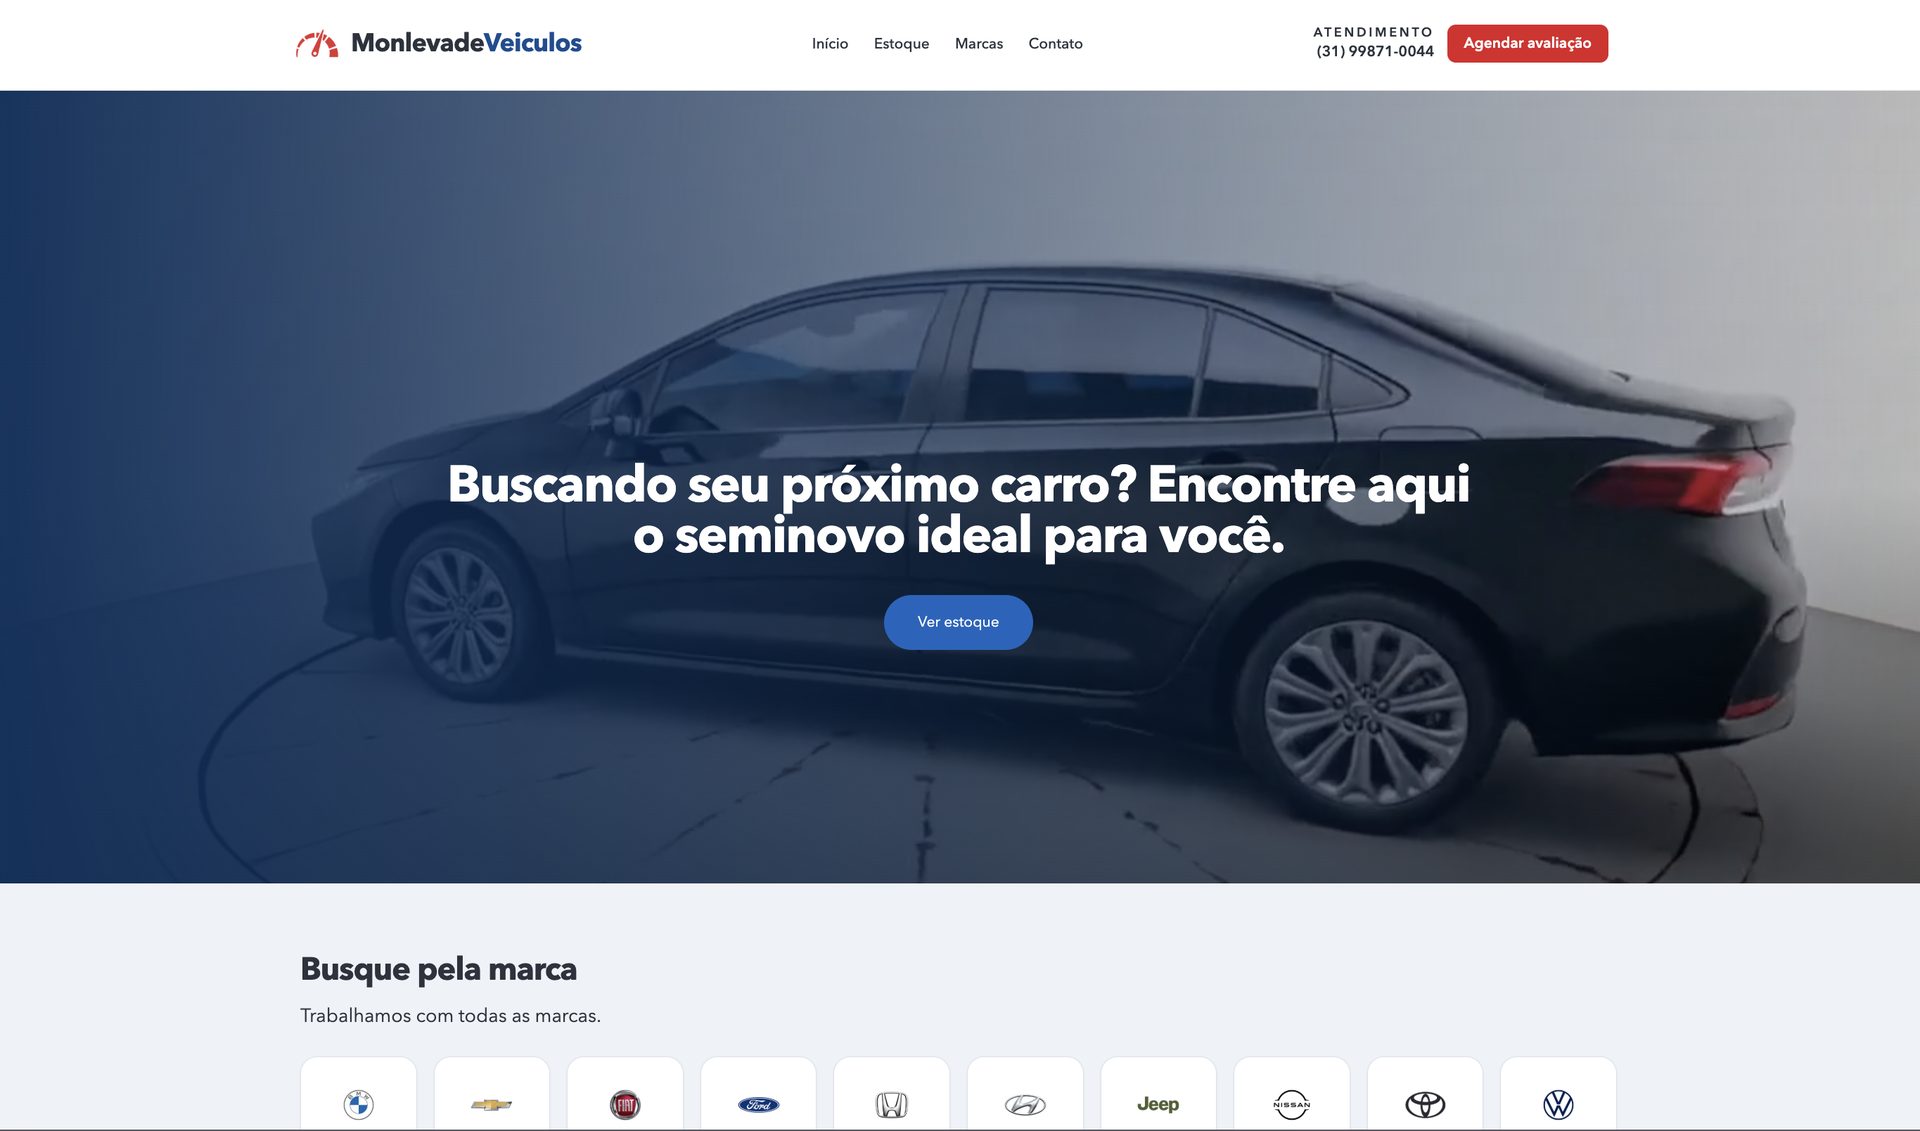 MonlevadeVeiculos
Início
Estoque
Marcas
Contato
ATENDIMENTO
(31) 99871-0044
Agendar avaliação
Buscando seu próximo carro? Encontre aqui
o seminovo ideal para você.
Ver estoque
Busque pela marca
Trabalhamos com todas as marcas.
BMW
FIAT
Ford
Jeep
NISSAN